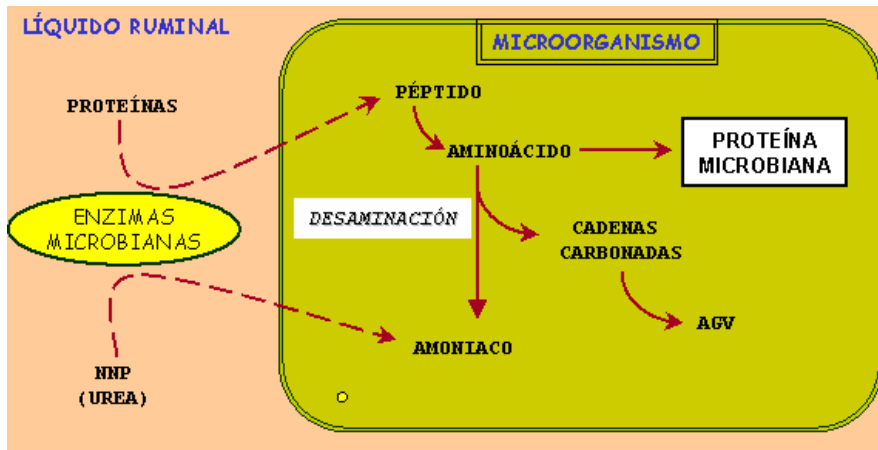 LÍQUIDO RUMINAL
MICROORGANISMO
PROTEÍNAS
PÉPTIDO
AMINOÁCIDO
PROTEÍNA
MICROBIANA
ENZIMAS
MICROBIANAS
DESAMINACIÓN
CADENAS
CARBONADAS
AGV
AMONIACO
NNP
(UREA)